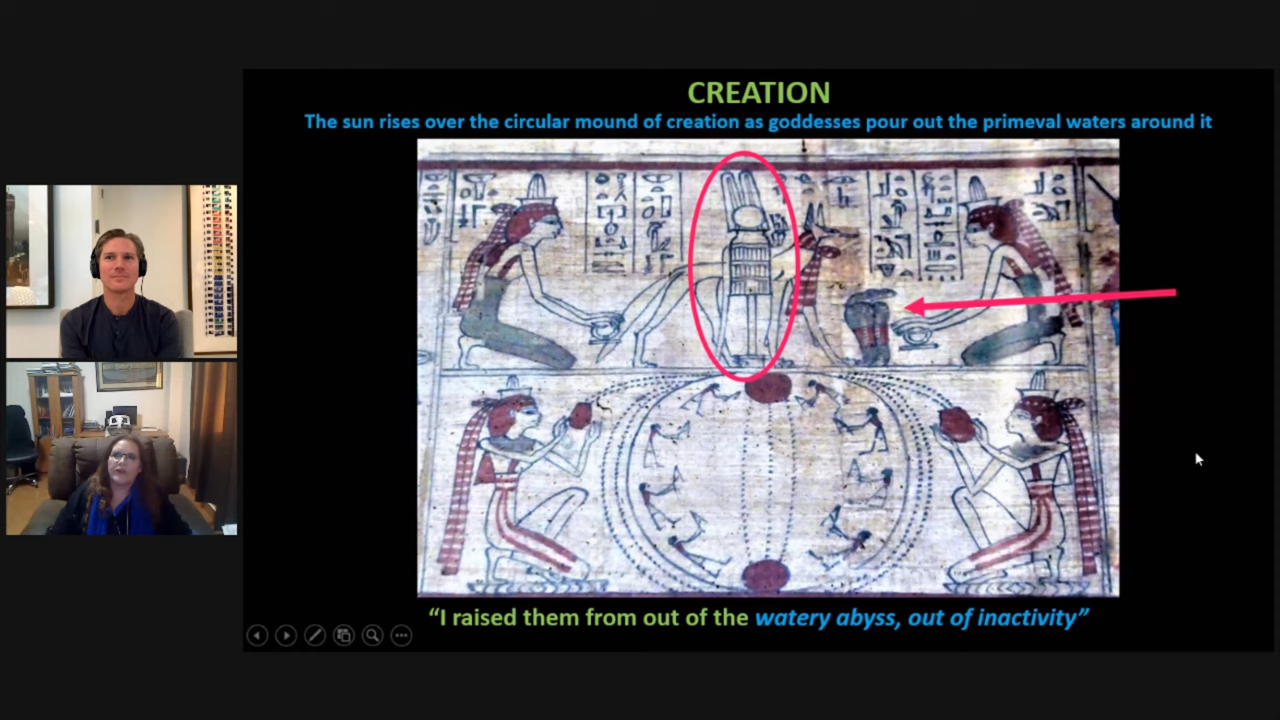 CREATION
The sun rises over the circular mound of creation as goddesses pour out the primeval waters around it
“I raised them from out of the watery abyss, out of inactivity”